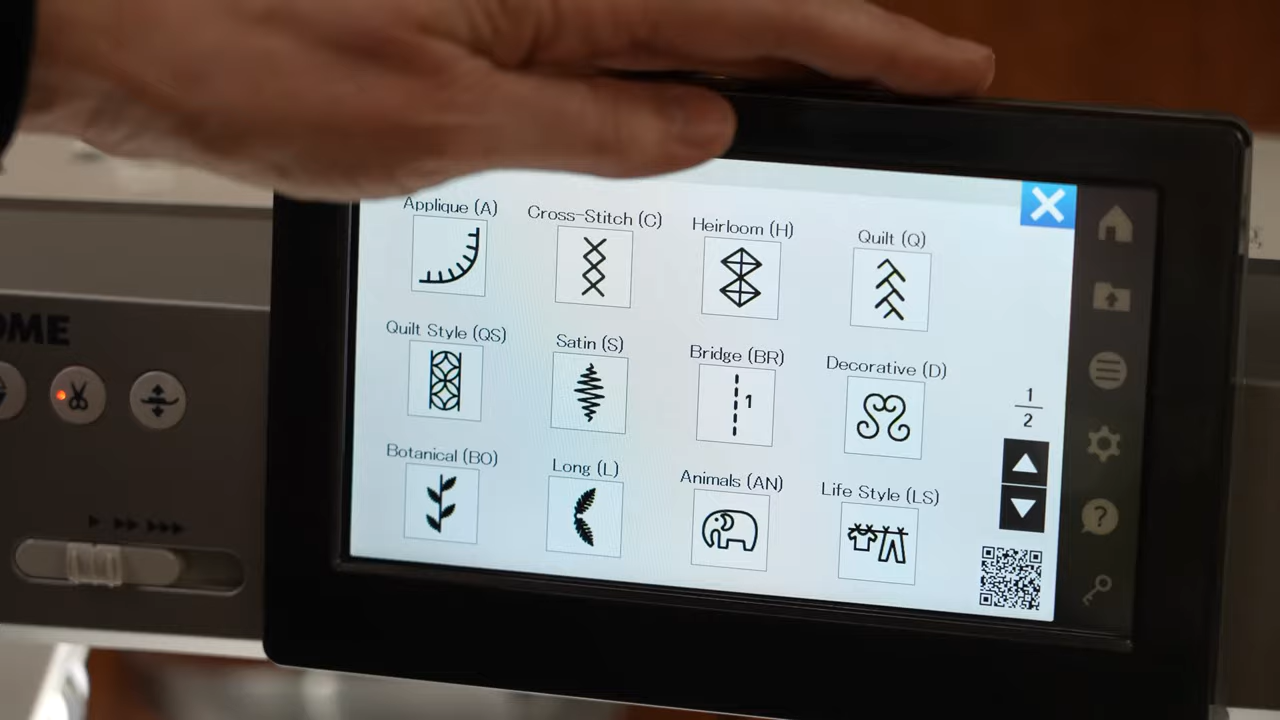 Applique (A) Cross-Stitch (C) Heirloom (H) Quilt (Q)
Quilt Style (QS) Satin (S) Bridge (BR) Decorative (D)
1
Botanical (BO) Long (L) Animals (AN) Life Style (LS)
1
2
OME
?